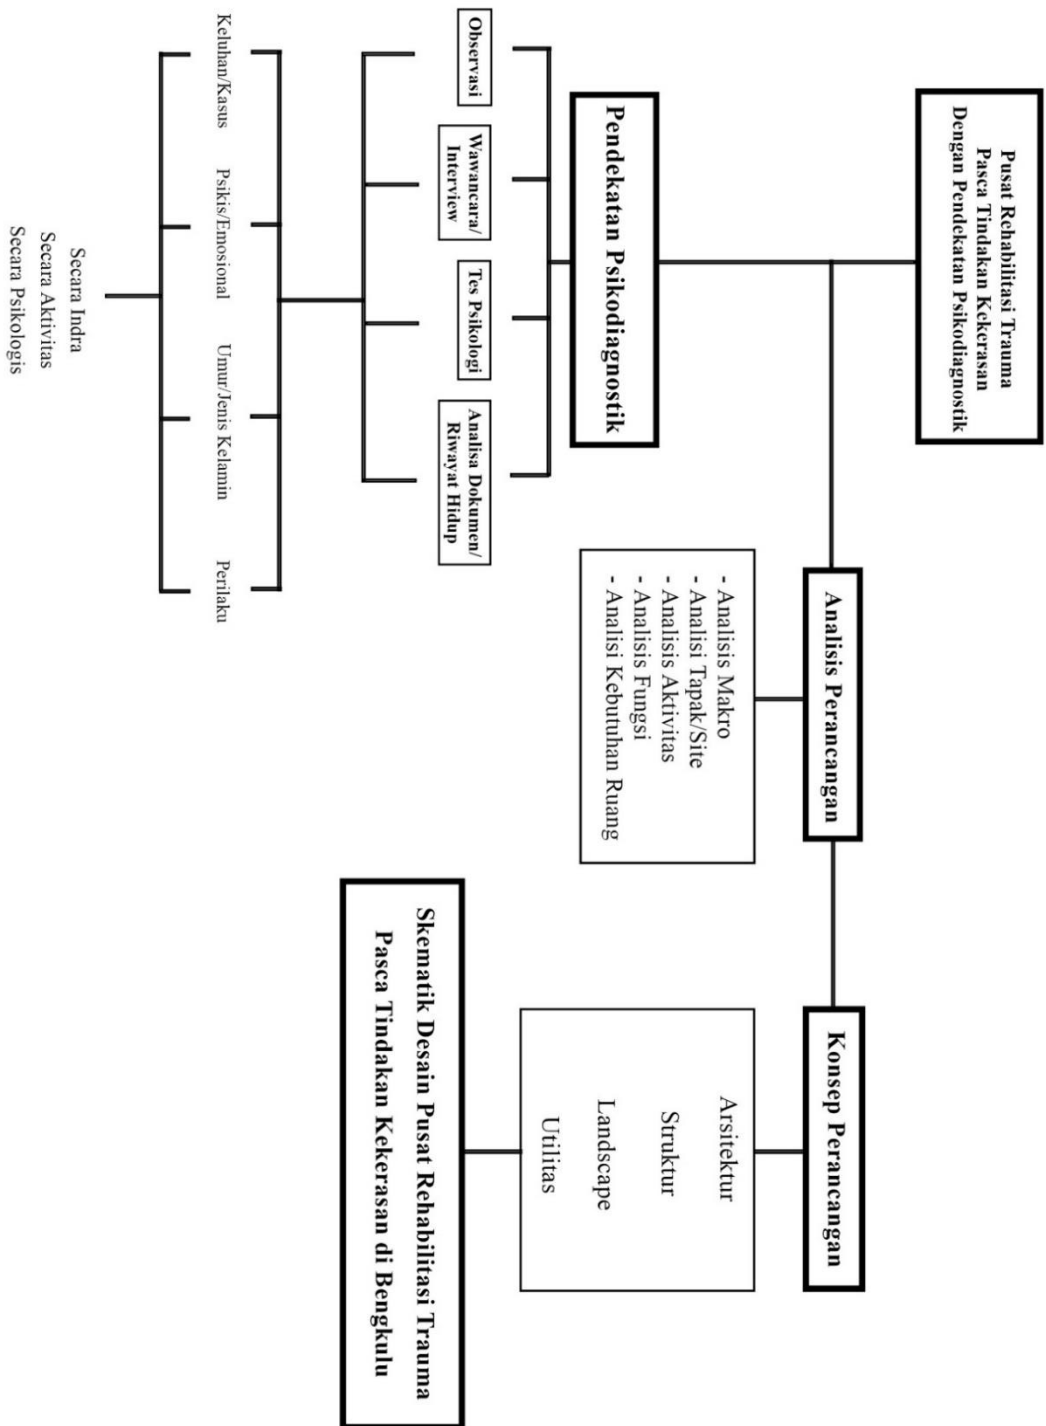 Pusat Rehabilitasi Trauma
Pasca Tindakan Kekerasan
Dengan Pendekatan Psikodiagnostik
Pendekatan Psikodiagnostik
Observasi
Wawancara/
Interview
Tes Psikologi
Analisa Dokumen/
Riwayat Hidup
Keluhan/Kasus
Psikis/Emosional
Umur/Jenis Kelamin
Perilaku
Secara Indra
Secara Aktivitas
Secara Psikologis
Analisis Perancangan
- Analisis Makro
- Analisi Tapak/Site
- Analisis Aktivitas
- Analisis Fungsi
- Analisi Kebutuhan Ruang
Konsep Perancangan
Arsitektur
Struktur
Landscape
Utilitas
Skematik Desain Pusat Rehabilitasi Trauma
Pasca Tindakan Kekerasan di Bengkulu